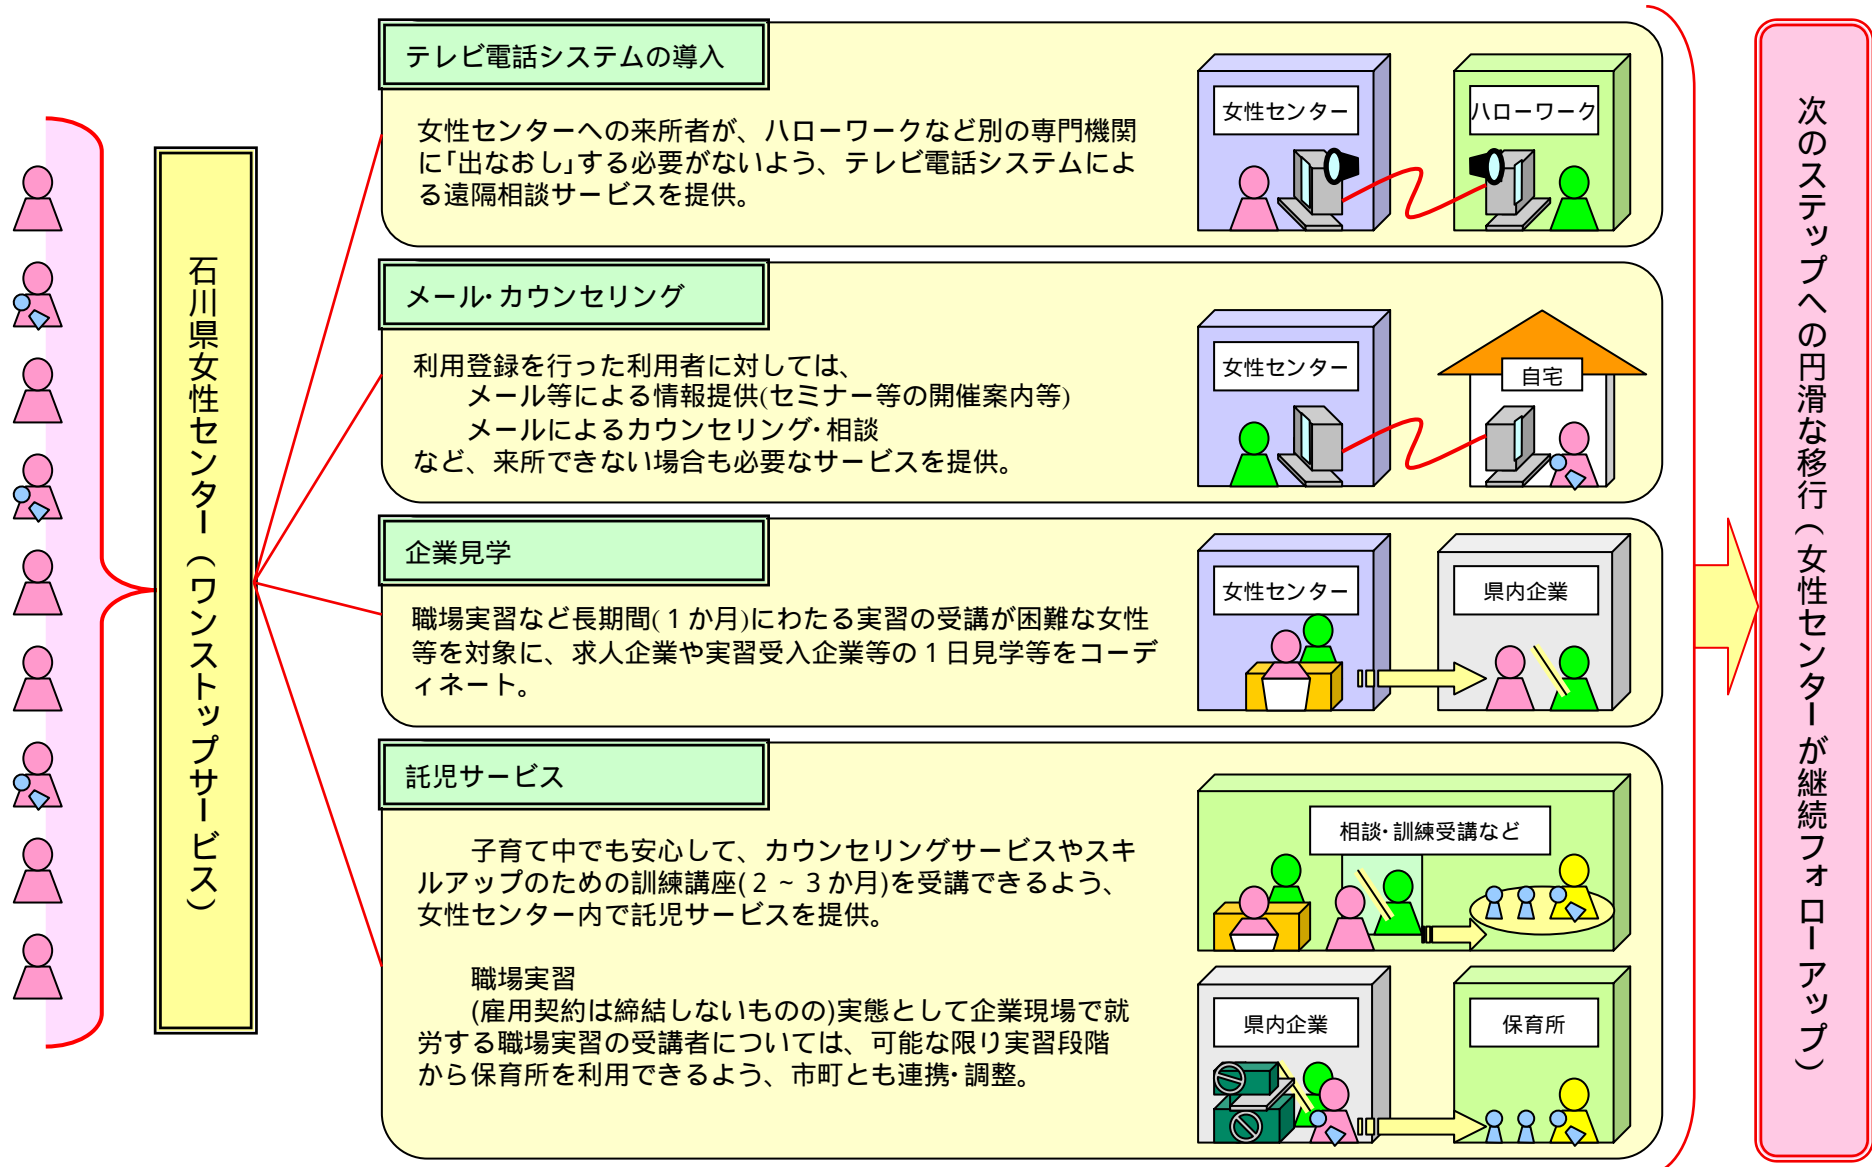 石川県女性センター（ワンストップサービス）
テレビ電話システムの導入
女性センターへの来所者が、ハローワークなど別の専門機関
に｢出なおし｣する必要がないよう、テレビ電話システムによ
る遠隔相談サービスを提供。
女性センター
ハローワーク
メール･カウンセリング
利用登録を行った利用者に対しては、
メール等による情報提供(セミナー等の開催案内等)
メールによるカウンセリング･相談
など、来所できない場合も必要なサービスを提供。
女性センター
自宅
企業見学
職場実習など長期間(１か月)にわたる実習の受講が困難な女性
等を対象に、求人企業や実習受入企業等の１日見学等をコーデ
ィネート。
女性センター
県内企業
託児サービス
子育て中でも安心して、カウンセリングサービスやスキ
ルアップのための訓練講座(２～３か月)を受講できるよう、
女性センター内で託児サービスを提供。
相談･訓練受講など
職場実習
(雇用契約は締結しないものの)実態として企業現場で就
労する職場実習の受講者については、可能な限り実習段階
から保育所を利用できるよう、市町とも連携･調整。
県内企業
保育所
次のステップへの円滑な移行（女性センターが継続フォローアップ）